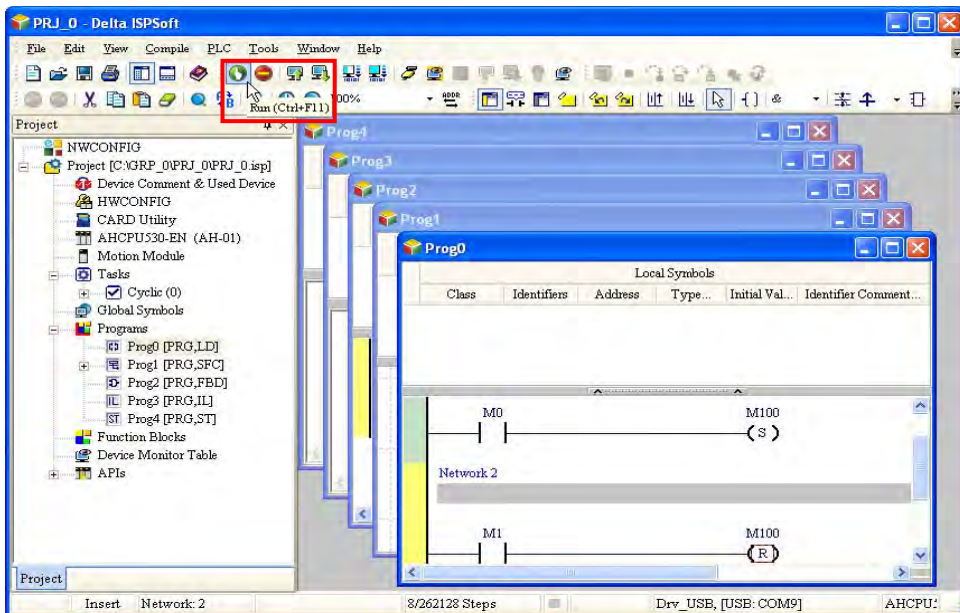 PRJ_0 - Delta ISPSoft
File Edit View Compile PLC Tools Window Help
100%
ADDR
Run (Ctrl+F11)
Project
NWCONFIG
Project [C:\GRP_0\PRJ_0\PRJ_0.isp]
Device Comment & Used Device
HWCONFIG
CARD Utility
AHCPU530-EN (AH-01)
Motion Module
Tasks
Cyclic (0)
Global Symbols
Programs
Prog0 [PRG,LD]
Prog1 [PRG,SFC]
Prog2 [PRG,FBD]
Prog3 [PRG,IL]
Prog4 [PRG,ST]
Function Blocks
Device Monitor Table
APIs
Project
Prog4
Prog3
Prog2
Prog1
Prog0
Local Symbols
Class Identifiers Address Type... Initial Val... Identifier Comment...
M0 M100
( S )
Network 2
M1 M100
( R )
Insert Network: 2 8/262128 Steps Drv_USB, [USB: COM9] AHCPU: